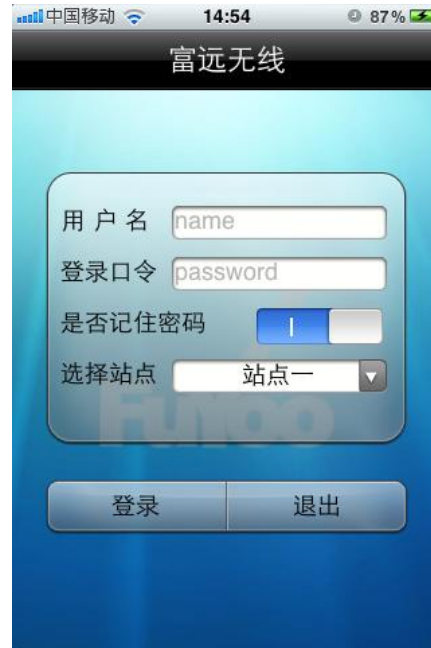 中国移动 14:54 87%
富远无线
用 户 名 name
登录口令 password
是否记住密码
选择站点 站点一
FUYOO
登录 退出